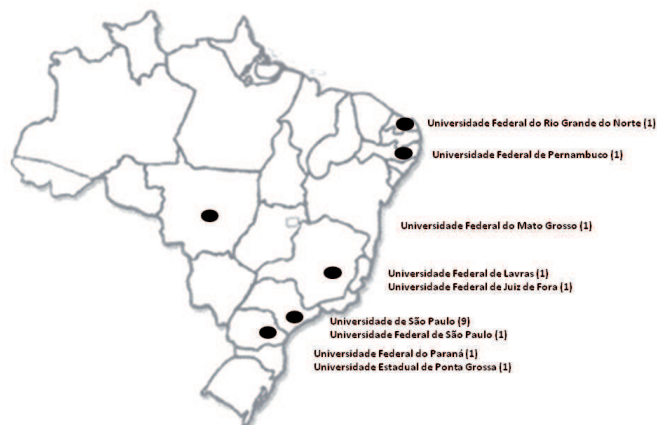 Universidade Federal do Rio Grande do Norte (1)
Universidade Federal de Pernambuco (1)
Universidade Federal do Mato Grosso (1)
Universidade Federal de Lavras (1)
Universidade Federal de Juiz de Fora (1)
Universidade de São Paulo (9)
Universidade Federal de São Paulo (1)
Universidade Federal do Paraná (1)
Universidade Estadual de Ponta Grossa (1)